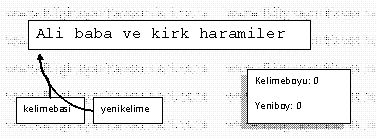 Ali baba ve kirk haramiler
Kelimeboyu: 0
Yeniboy: 0
kelimebasi yenikelime